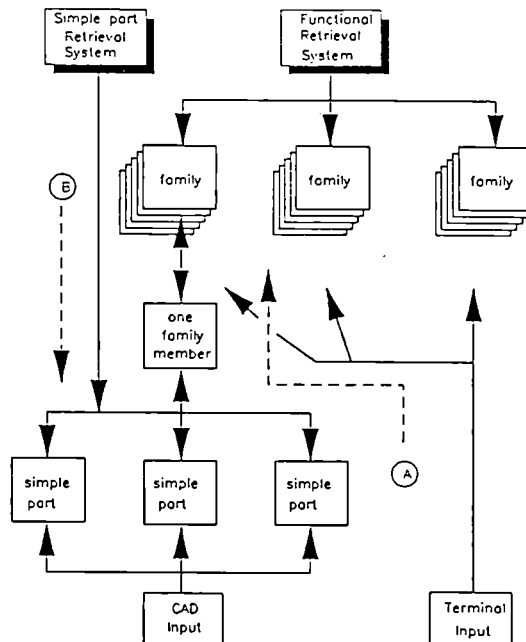 Simple part
Retrieval
System
Functional
Retrieval
System
family
family
family
B
one
family
member
simple
part
simple
part
simple
part
A
CAD
Input
Terminal
Input